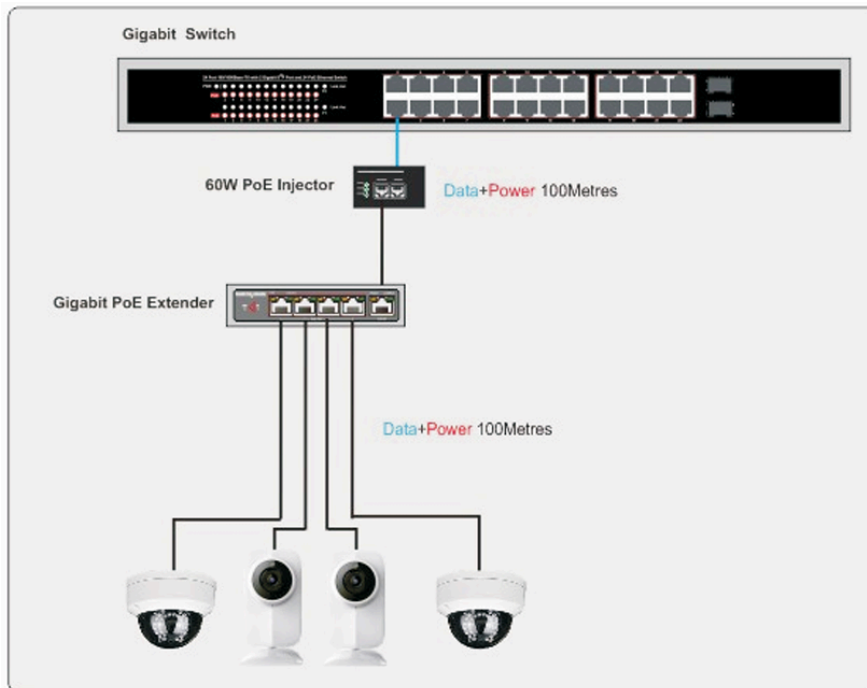 Gigabit Switch
60W PoE Injector
Data+Power 100Metres
Gigabit PoE Extender
Data+Power 100Metres